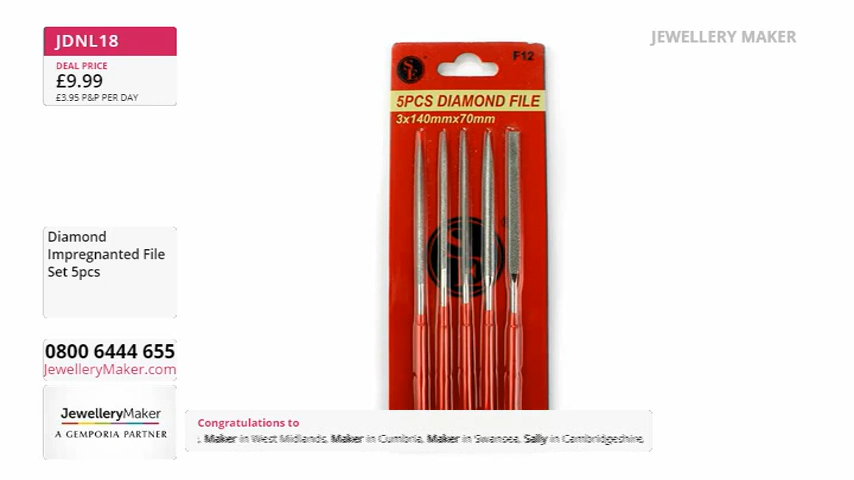 JDNL18
DEAL PRICE
£9.99
£3.95 P&P PER DAY
JEWELLERY MAKER
F12
SE
5PCS DIAMOND FILE
3x140mmx70mm
SE
Diamond
Impregnanted File
Set 5pcs
0800 6444 655
JewelleryMaker.com
JewelleryMaker
A GEMPORIA PARTNER
Congratulations to
. Maker in West Midlands, Maker in Cumbria, Maker in Swansea, Sally in Cambridgeshire,